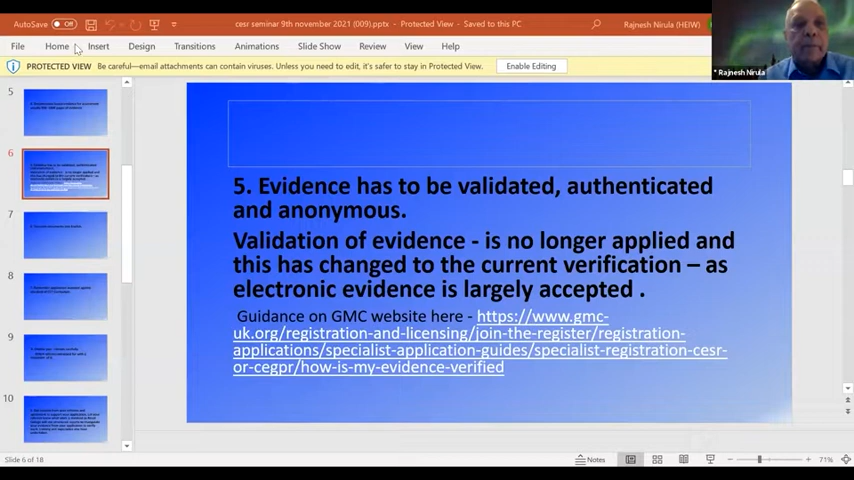 AutoSave Off
cesr seminar 9th november 2021 (009).pptx - Protected View • Saved to this PC
Rajnesh Nirula (HEIW)
File Home Insert Design Transitions Animations Slide Show Review View Help
PROTECTED VIEW Be careful—email attachments can contain viruses. Unless you need to edit, it's safer to stay in Protected View. Enable Editing
* Rajnesh Nirula
5
6
7
8
9
10
5. Evidence has to be validated, authenticated
and anonymous.
Validation of evidence - is no longer applied and
this has changed to the current verification – as
electronic evidence is largely accepted .
Guidance on GMC website here - https://www.gmc-
uk.org/registration-and-licensing/join-the-register/registration-
applications/specialist-application-guides/specialist-registration-cesr-
or-cegpr/how-is-my-evidence-verified
Slide 6 of 18
Notes
71%